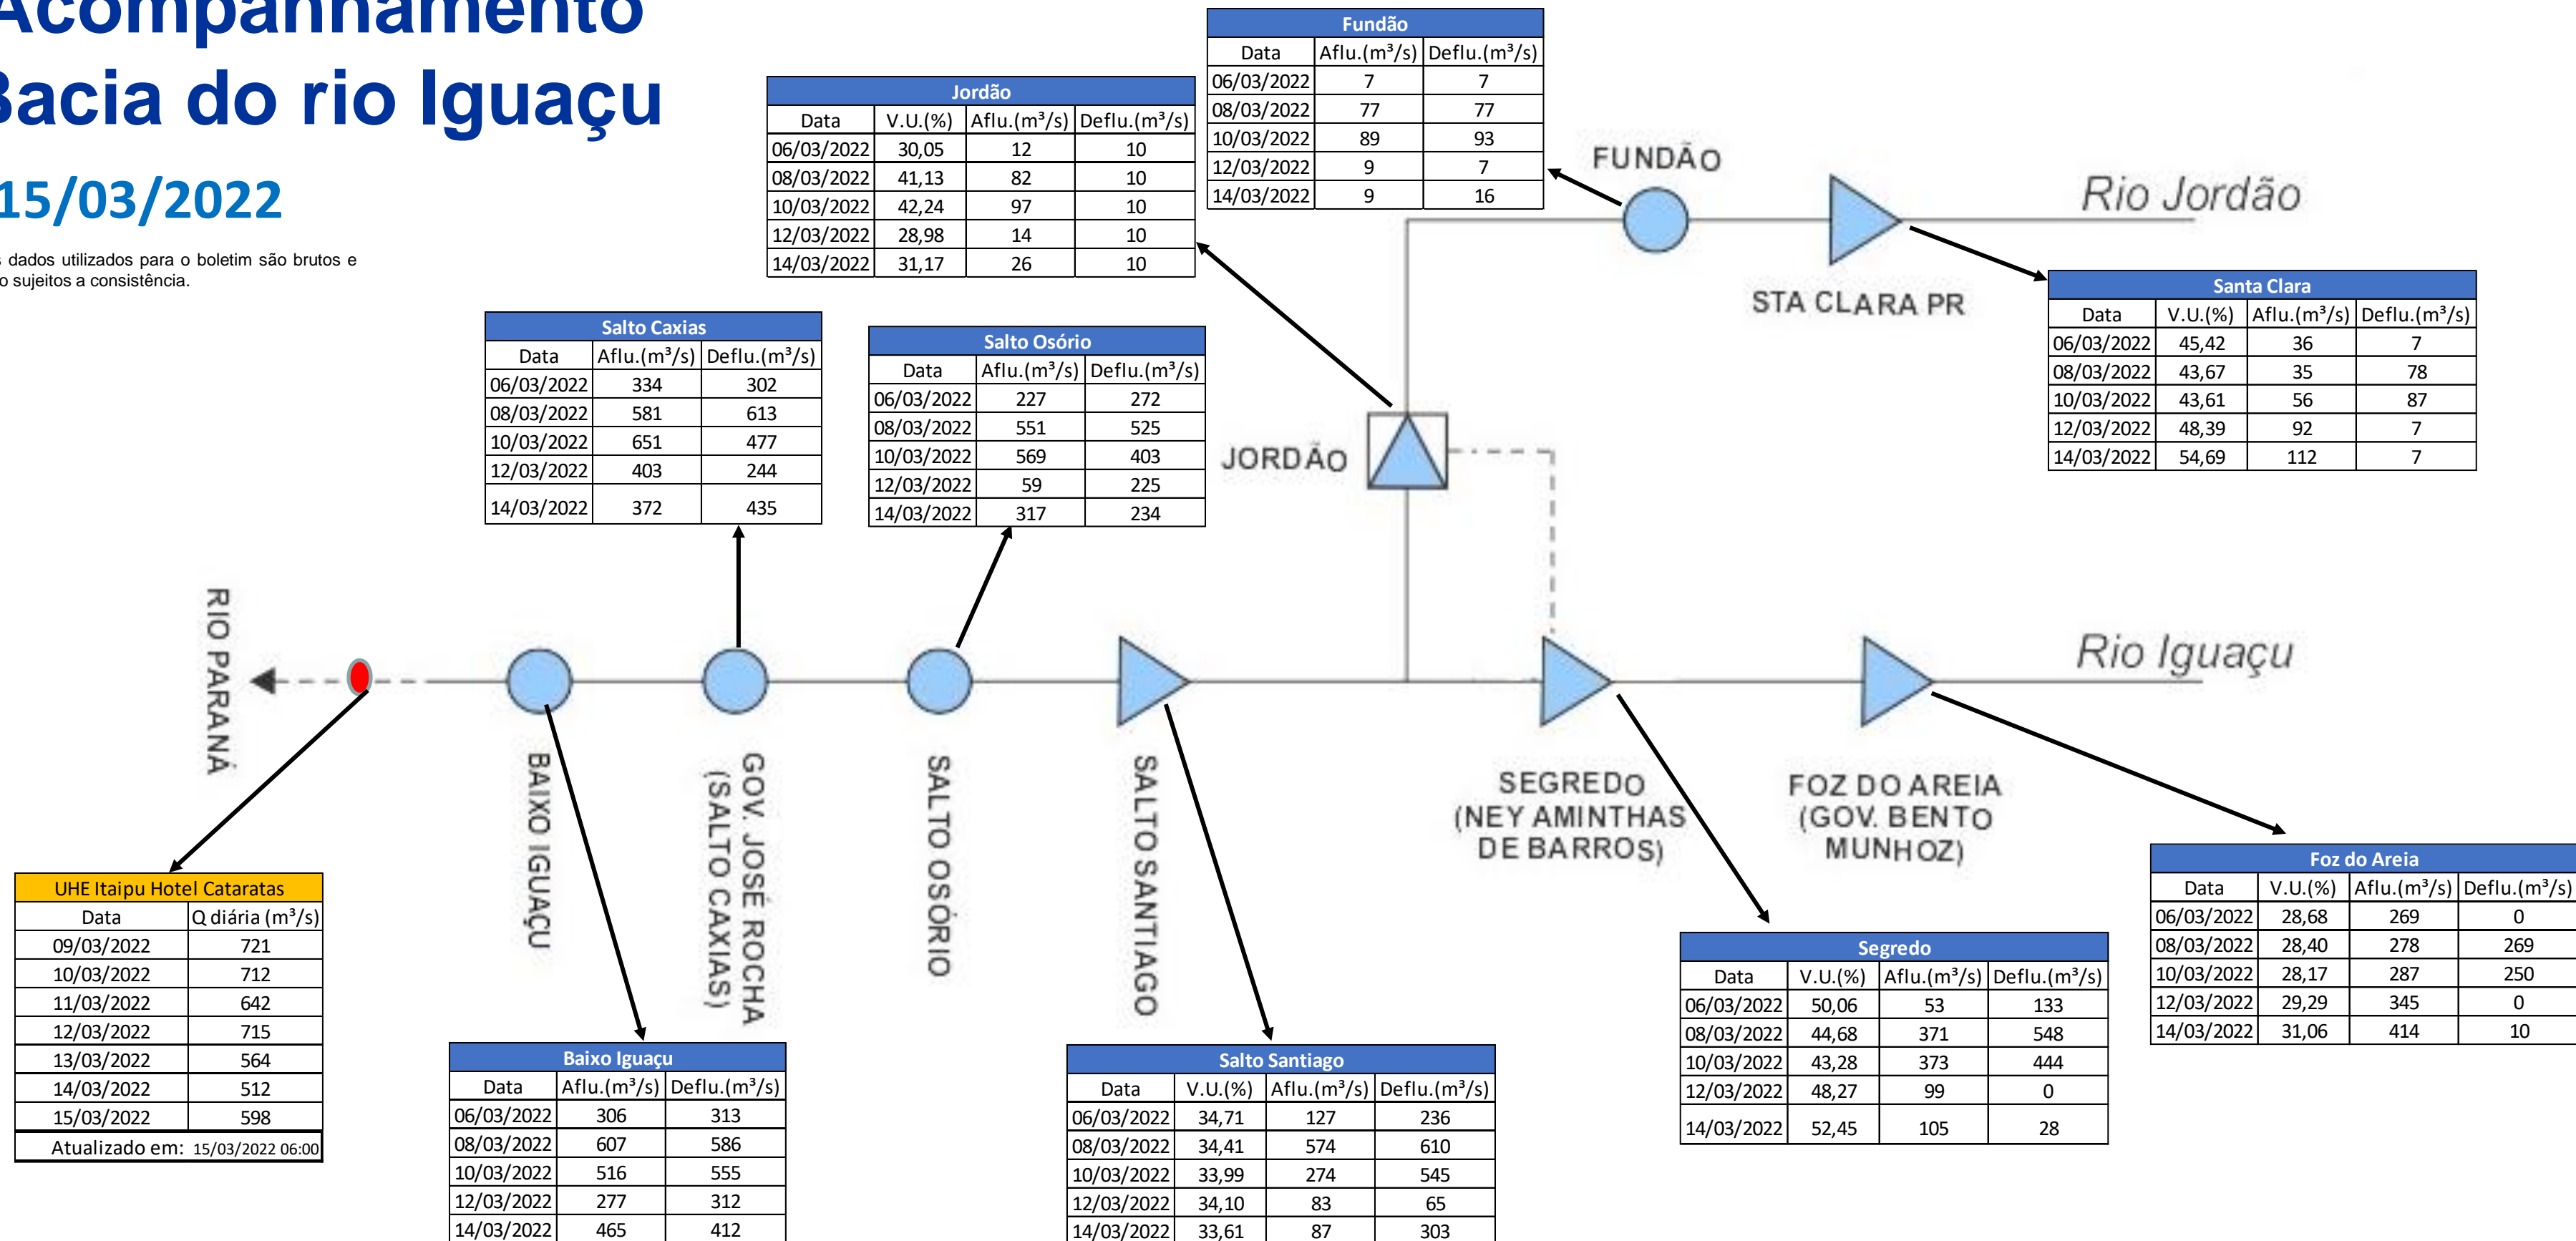 Acompanhamento
Bacia do rio Iguaçu
15/03/2022
s dados utilizados para o boletim são brutos e
o sujeitos a consistência.
Fundão
Data Aflu.(m³/s) Deflu.(m³/s)
06/03/2022 7 7
08/03/2022 77 77
10/03/2022 89 93
12/03/2022 9 7
14/03/2022 9 16
Jordão
Data V.U.(%) Aflu.(m³/s) Deflu.(m³/s)
06/03/2022 30,05 12 10
08/03/2022 41,13 82 10
10/03/2022 42,24 97 10
12/03/2022 28,98 14 10
14/03/2022 31,17 26 10
FUNDÃO
Rio Jordão
STA CLARA PR
Santa Clara
Data V.U.(%) Aflu.(m³/s) Deflu.(m³/s)
06/03/2022 45,42 36 7
08/03/2022 43,67 35 78
10/03/2022 43,61 56 87
12/03/2022 48,39 92 7
14/03/2022 54,69 112 7
Salto Caxias
Data Aflu.(m³/s) Deflu.(m³/s)
06/03/2022 334 302
08/03/2022 581 613
10/03/2022 651 477
12/03/2022 403 244
14/03/2022 372 435
Salto Osório
Data Aflu.(m³/s) Deflu.(m³/s)
06/03/2022 227 272
08/03/2022 551 525
10/03/2022 569 403
12/03/2022 59 225
14/03/2022 317 234
JORDÃO
RIO PARANÁ
Rio Iguaçu
BAIXO IGUAÇU
GOV. JOSÉ ROCHA
(SALTO CAXIAS)
SALTO OSÓRIO
SALTO SANTIAGO
SEGREDO
(NEY AMINTHAS
DE BARROS)
FOZ DO AREIA
(GOV. BENTO
MUNHOZ)
UHE Itaipu Hotel Cataratas
Data Q diária (m³/s)
09/03/2022 721
10/03/2022 712
11/03/2022 642
12/03/2022 715
13/03/2022 564
14/03/2022 512
15/03/2022 598
Atualizado em: 15/03/2022 06:00
Baixo Iguaçu
Data Aflu.(m³/s) Deflu.(m³/s)
06/03/2022 306 313
08/03/2022 607 586
10/03/2022 516 555
12/03/2022 277 312
14/03/2022 465 412
Salto Santiago
Data V.U.(%) Aflu.(m³/s) Deflu.(m³/s)
06/03/2022 34,71 127 236
08/03/2022 34,41 574 610
10/03/2022 33,99 274 545
12/03/2022 34,10 83 65
14/03/2022 33,61 87 303
Segredo
Data V.U.(%) Aflu.(m³/s) Deflu.(m³/s)
06/03/2022 50,06 53 133
08/03/2022 44,68 371 548
10/03/2022 43,28 373 444
12/03/2022 48,27 99 0
14/03/2022 52,45 105 28
Foz do Areia
Data V.U.(%) Aflu.(m³/s) Deflu.(m³/s)
06/03/2022 28,68 269 0
08/03/2022 28,40 278 269
10/03/2022 28,17 287 250
12/03/2022 29,29 345 0
14/03/2022 31,06 414 10